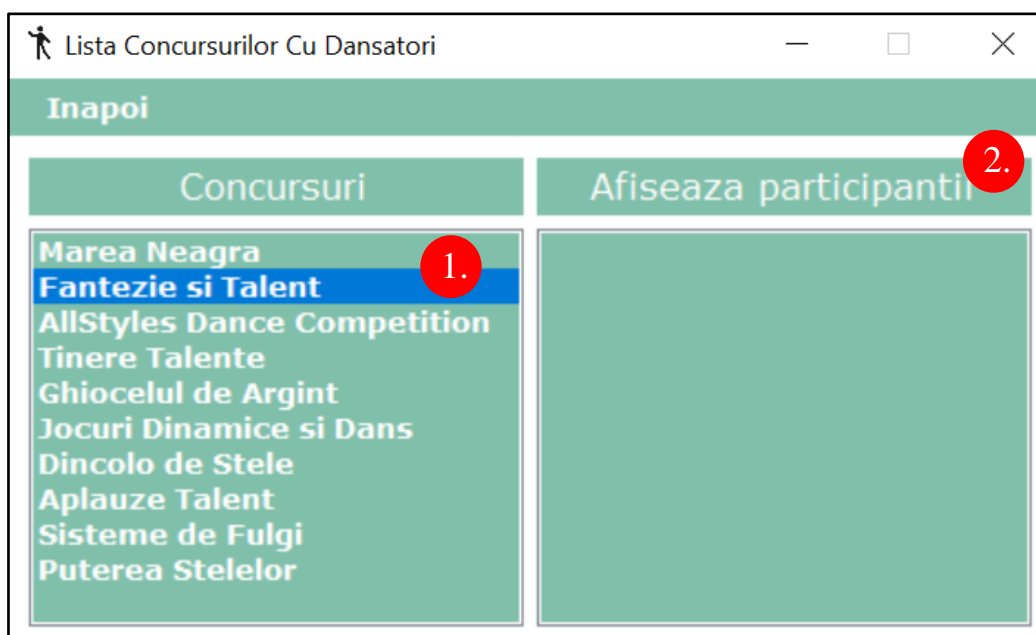 Lista Concursurilor Cu Dansatori
Inapoi
Concursuri
Afiseaza participantii
2.
1.
Marea Neagra
Fantezie si Talent
AllStyles Dance Competition
Tinere Talente
Ghiocelul de Argint
Jocuri Dinamice si Dans
Dincolo de Stele
Aplauze Talent
Sisteme de Fulgi
Puterea Stelelor